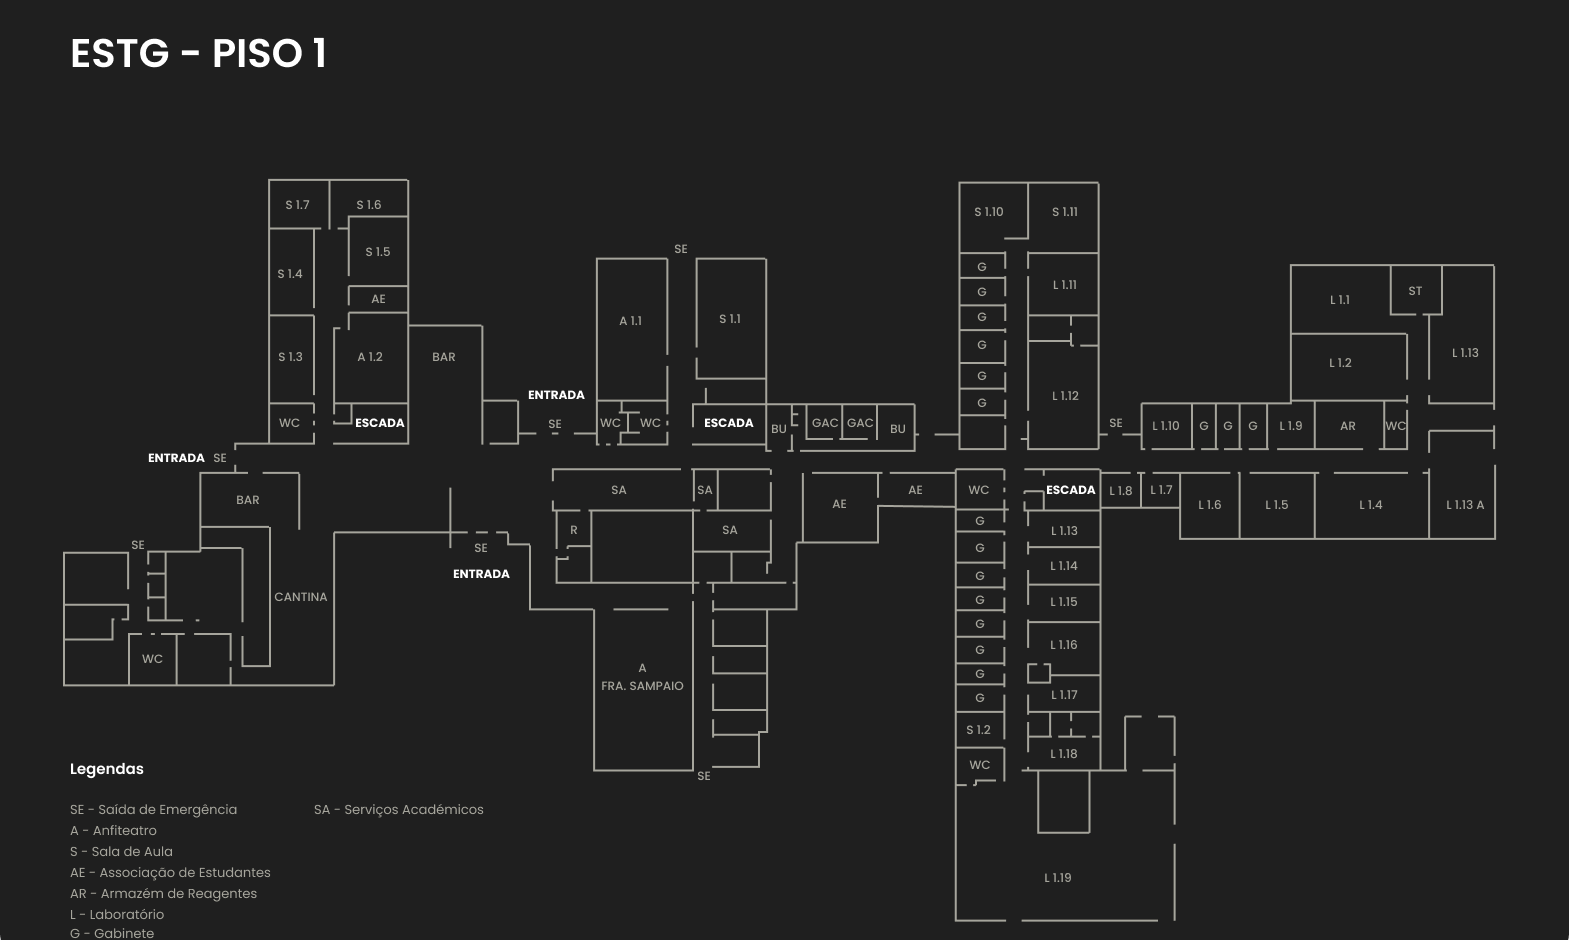 ESTG - PISO 1
S 1.7
S 1.6
S 1.5
S 1.4
AE
S 1.3
A 1.2
BAR
WC
ESCADA
ENTRADA
SE
BAR
SE
CANTINA
WC
ENTRADA
SE
SE
ENTRADA
SE
A 1.1
S 1.1
WC
WC
ESCADA
BU
GAC
GAC
BU
SA
SA
R
SA
AE
AE
A
FRA. SAMPAIO
SE
S 1.10
S 1.11
G
G
G
G
G
G
L 1.11
L 1.12
SE
L 1.10
G
G
G
L 1.9
AR
WC
L 1.1
ST
L 1.2
L 1.13
WC
ESCADA
L 1.8
L 1.7
L 1.6
L 1.5
L 1.4
L 1.13 A
G
G
G
G
G
G
G
G
L 1.13
L 1.14
L 1.15
L 1.16
L 1.17
L 1.18
S 1.2
WC
L 1.19
Legendas
SE - Saída de Emergência
A - Anfiteatro
S - Sala de Aula
AE - Associação de Estudantes
AR - Armazém de Reagentes
L - Laboratório
G - Gabinete
SA - Serviços Académicos